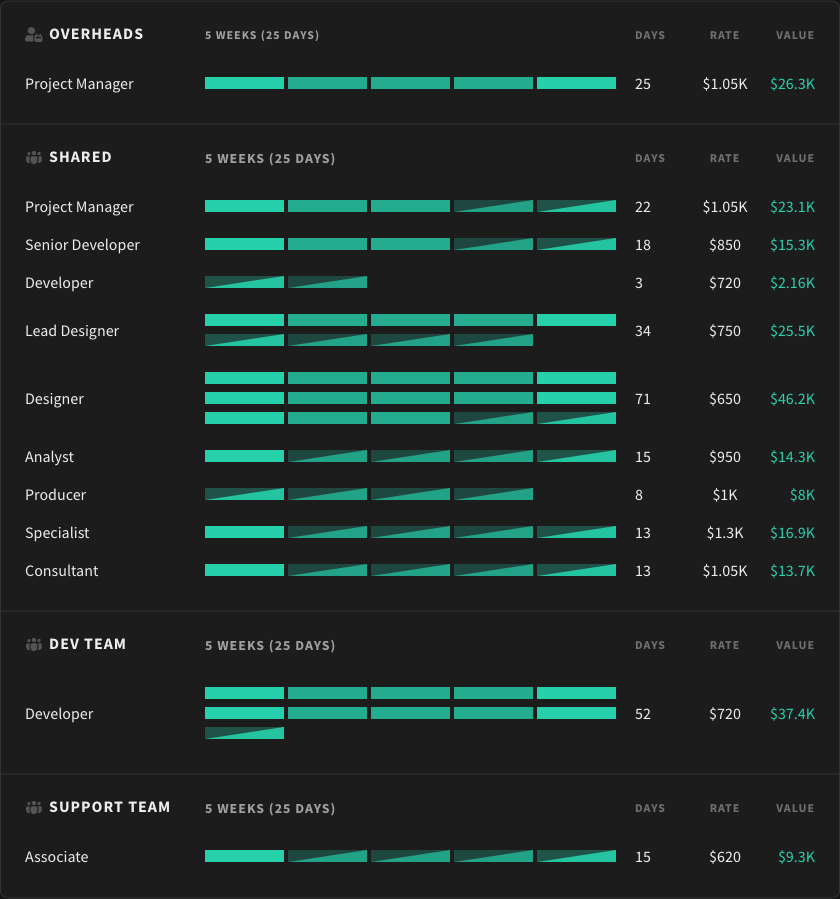 OVERHEADS 5 WEEKS (25 DAYS) DAYS RATE VALUE
Project Manager 25 $1.05K $26.3K
SHARED 5 WEEKS (25 DAYS) DAYS RATE VALUE
Project Manager 22 $1.05K $23.1K
Senior Developer 18 $850 $15.3K
Developer 3 $720 $2.16K
Lead Designer 34 $750 $25.5K
Designer 71 $650 $46.2K
Analyst 15 $950 $14.3K
Producer 8 $1K $8K
Specialist 13 $1.3K $16.9K
Consultant 13 $1.05K $13.7K
DEV TEAM 5 WEEKS (25 DAYS) DAYS RATE VALUE
Developer 52 $720 $37.4K
SUPPORT TEAM 5 WEEKS (25 DAYS) DAYS RATE VALUE
Associate 15 $620 $9.3K